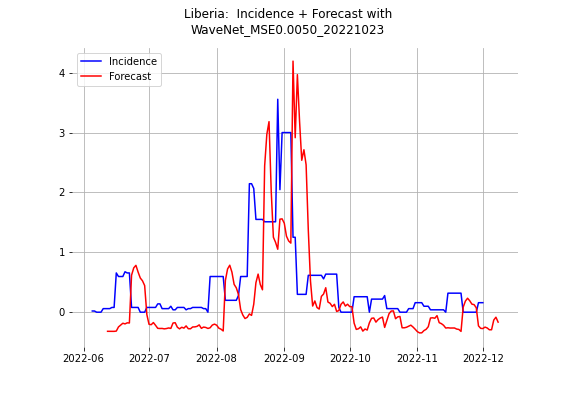 Liberia:  Incidence + Forecast with
WaveNet_MSE0.0050_20221023
Incidence
Forecast
4
3
2
1
0
2022-06 2022-07 2022-08 2022-09 2022-10 2022-11 2022-12